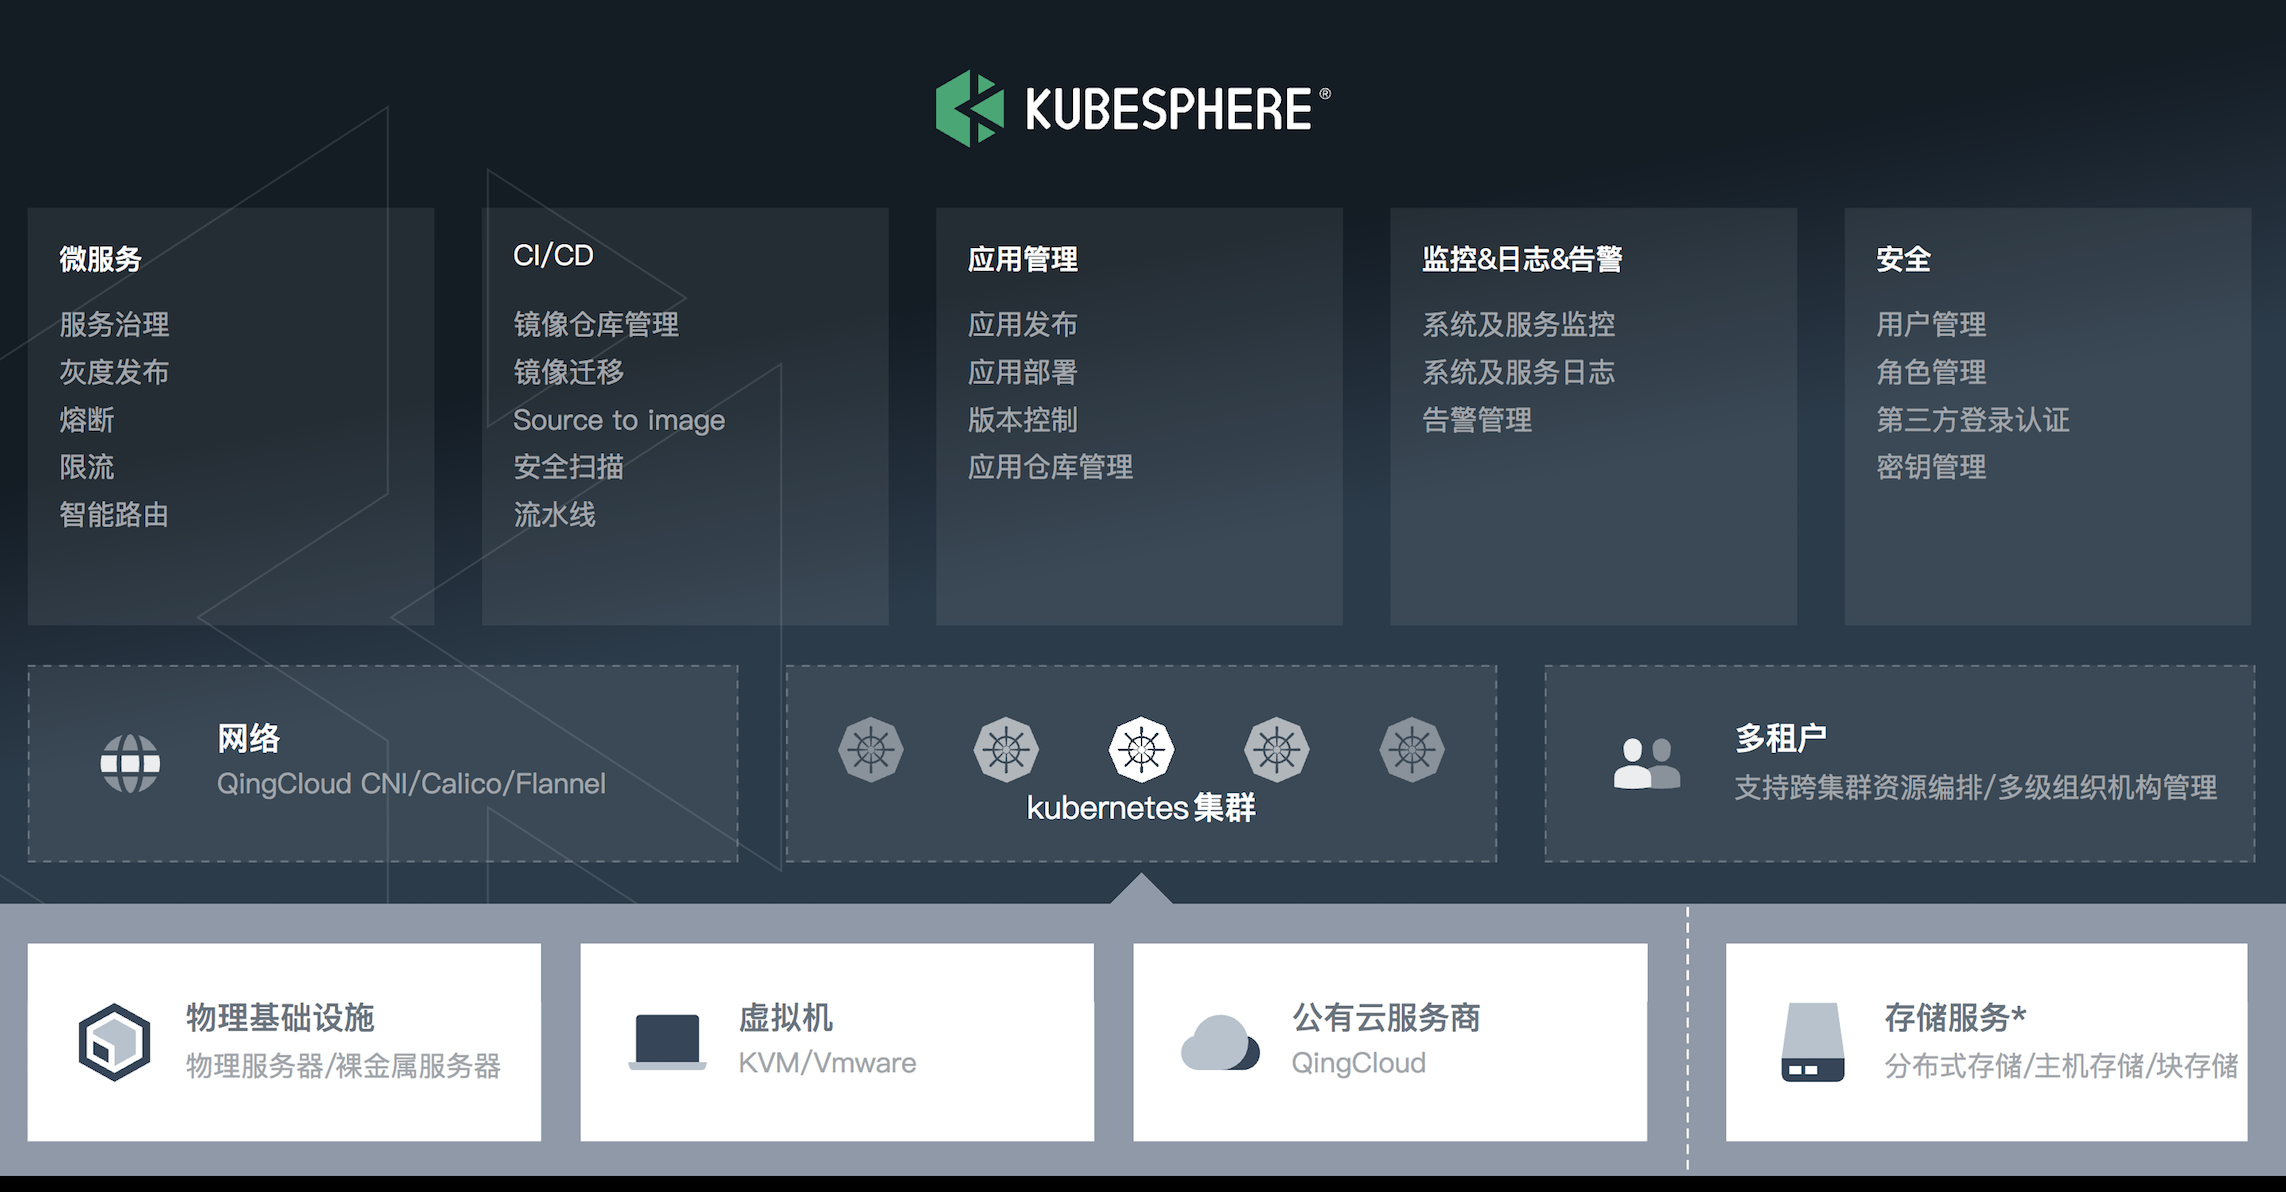 KUBESPHERE®
微服务
服务治理
灰度发布
熔断
限流
智能路由
CI/CD
镜像仓库管理
镜像迁移
Source to image
安全扫描
流水线
应用管理
应用发布
应用部署
版本控制
应用仓库管理
监控&日志&告警
系统及服务监控
系统及服务日志
告警管理
安全
用户管理
角色管理
第三方登录认证
密钥管理
网络
QingCloud CNI/Calico/Flannel
kubernetes集群
多租户
支持跨集群资源编排/多级组织机构管理
物理基础设施
物理服务器/裸金属服务器
虚拟机
KVM/Vmware
公有云服务商
QingCloud
存储服务*
分布式存储/主机存储/块存储